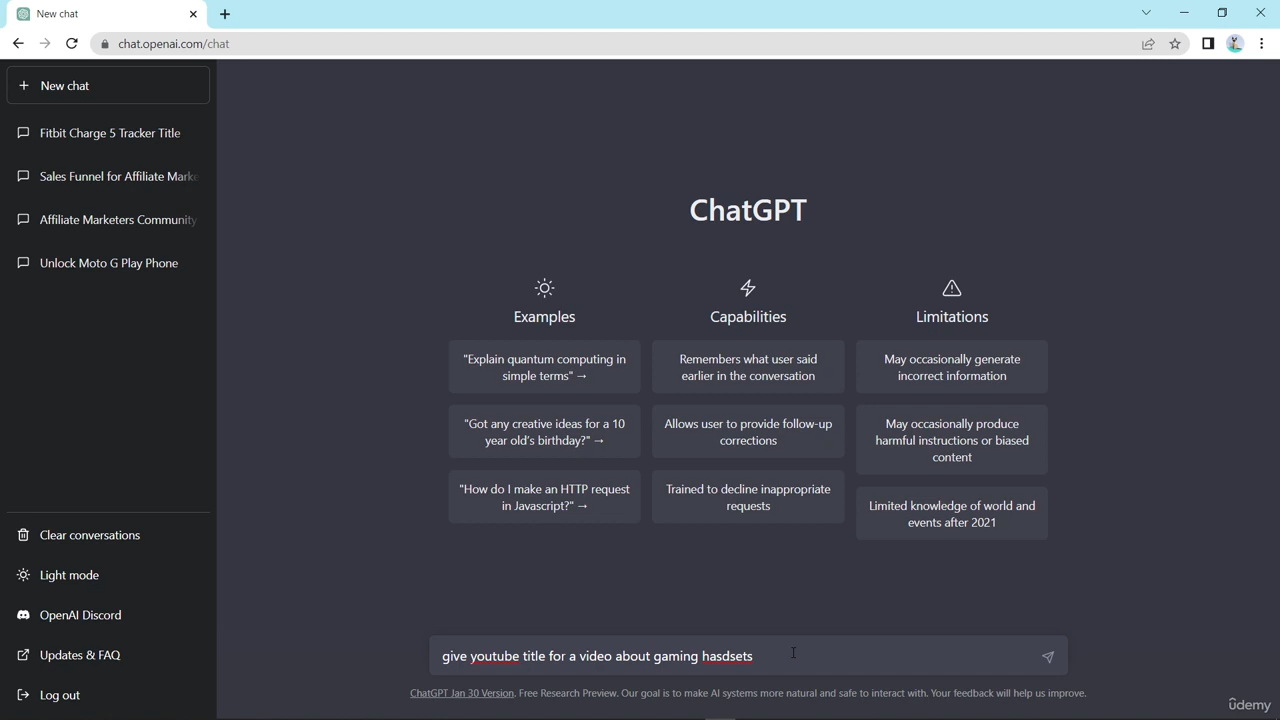 New chat
chat.openai.com/chat
New chat
Fitbit Charge 5 Tracker Title
Sales Funnel for Affiliate Marke
Affiliate Marketers Community
Unlock Moto G Play Phone
Clear conversations
Light mode
OpenAI Discord
Updates & FAQ
Log out
ChatGPT
Examples
"Explain quantum computing in
simple terms" →
"Got any creative ideas for a 10
year old's birthday?" →
"How do I make an HTTP request
in Javascript?" →
Capabilities
Remembers what user said
earlier in the conversation
Allows user to provide follow-up
corrections
Trained to decline inappropriate
requests
Limitations
May occasionally generate
incorrect information
May occasionally produce
harmful instructions or biased
content
Limited knowledge of world and
events after 2021
give youtube title for a video about gaming hasdsets
ChatGPT Jan 30 Version. Free Research Preview. Our goal is to make AI systems more natural and safe to interact with. Your feedback will help us improve.
ûdemy